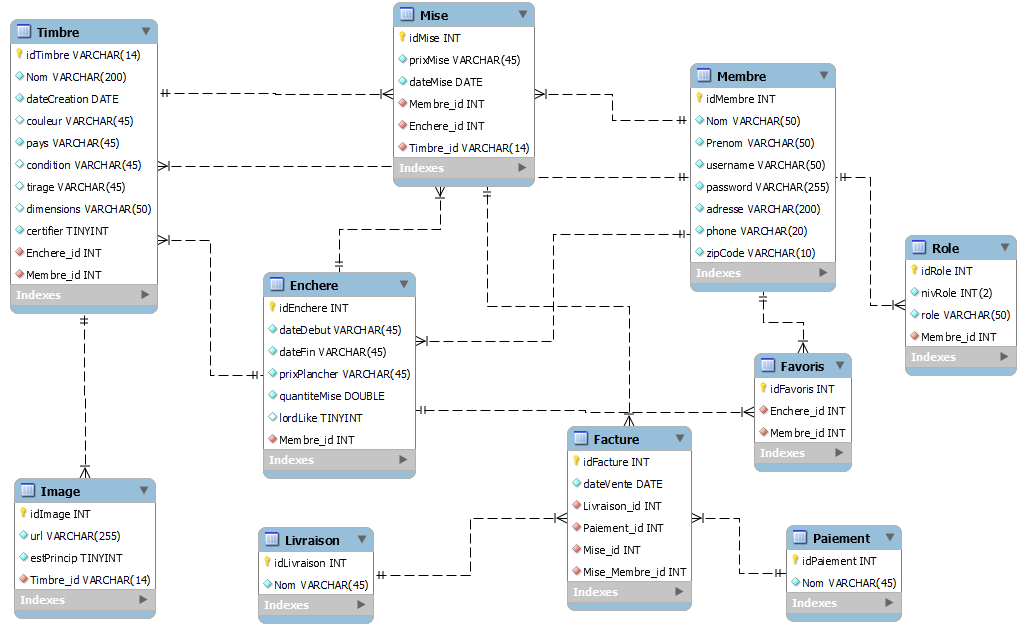 Timbre
idTimbre VARCHAR(14)
Nom VARCHAR(200)
dateCreation DATE
couleur VARCHAR(45)
pays VARCHAR(45)
condition VARCHAR(45)
tirage VARCHAR(45)
dimensions VARCHAR(50)
certifier TINYINT
Enchere_id INT
Membre_id INT
Indexes
Mise
idMise INT
prixMise VARCHAR(45)
dateMise DATE
Membre_id INT
Enchere_id INT
Timbre_id VARCHAR(14)
Indexes
Membre
idMembre INT
Nom VARCHAR(50)
Prenom VARCHAR(50)
username VARCHAR(50)
password VARCHAR(255)
adresse VARCHAR(200)
phone VARCHAR(20)
zipCode VARCHAR(10)
Indexes
Role
idRole INT
nivRole INT(2)
role VARCHAR(50)
Membre_id INT
Indexes
Enchere
idEnchere INT
dateDebut VARCHAR(45)
dateFin VARCHAR(45)
prixPlancher VARCHAR(45)
quantiteMise DOUBLE
lordLike TINYINT
Membre_id INT
Indexes
Favoris
idFavoris INT
Enchere_id INT
Membre_id INT
Indexes
Facture
idFacture INT
dateVente DATE
Livraison_id INT
Paiement_id INT
Mise_id INT
Mise_Membre_id INT
Indexes
Image
idImage INT
url VARCHAR(255)
estPrincip TINYINT
Timbre_id VARCHAR(14)
Indexes
Livraison
idLivraison INT
Nom VARCHAR(45)
Indexes
Paiement
idPaiement INT
Nom VARCHAR(45)
Indexes